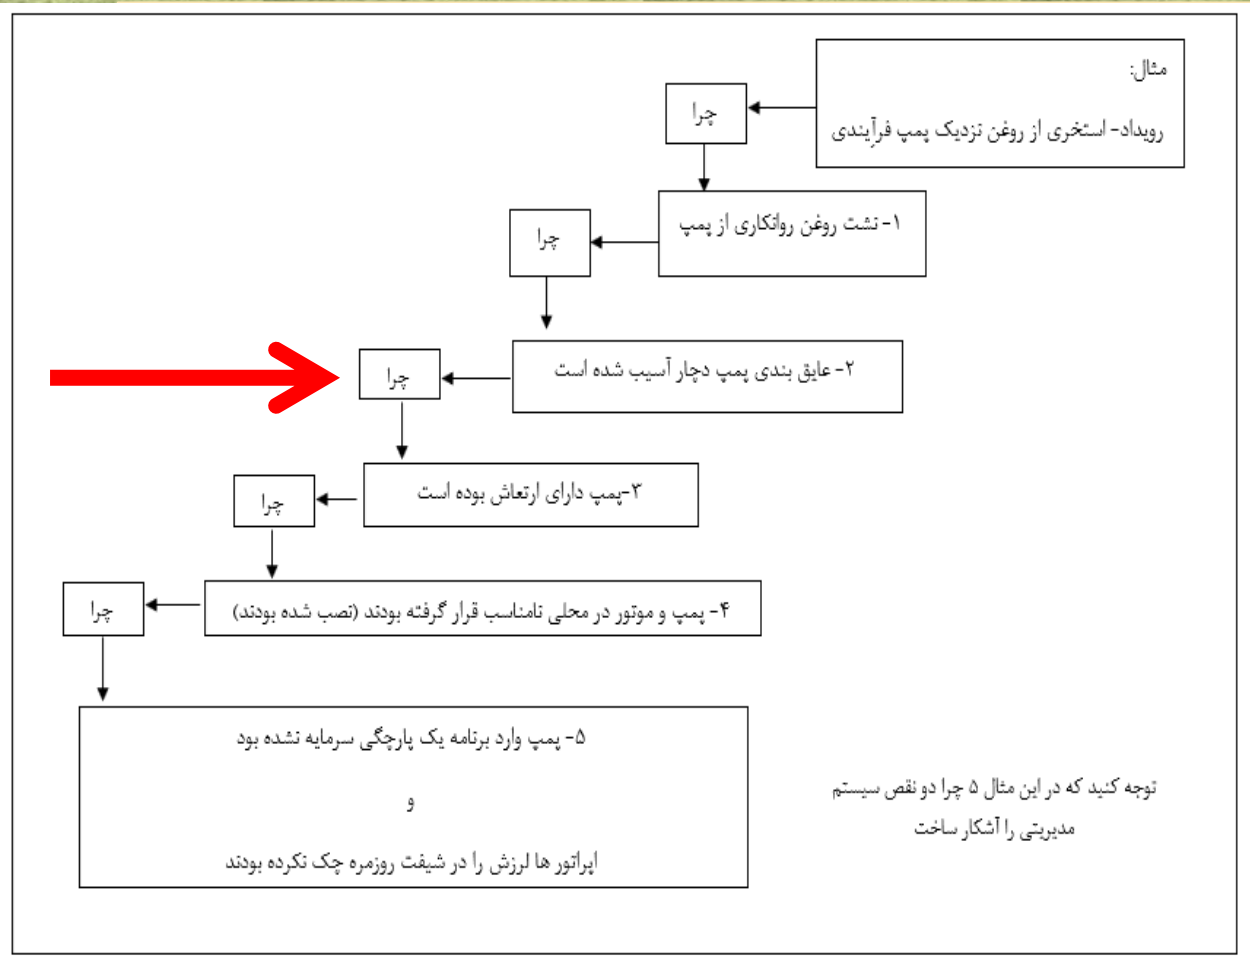 مثال:
رویداد- استخری از روغن نزدیک پمپ فرآیندی
چرا
۱- نشت روغن روانکاری از پمپ
چرا
۲- عایق بندی پمپ دچار آسیب شده است
چرا
۳-پمپ دارای ارتعاش بوده است
چرا
۴- پمپ و موتور در محلی نامناسب قرار گرفته بودند (نصب شده بودند)
چرا
۵- پمپ وارد برنامه یک پارچگی سرمایه نشده بود
و
اپراتور ها لرزش را در شیفت روزمره چک نکرده بودند
توجه کنید که در این مثال ۵ چرا دو نقص سیستم
مدیریتی را آشکار ساخت